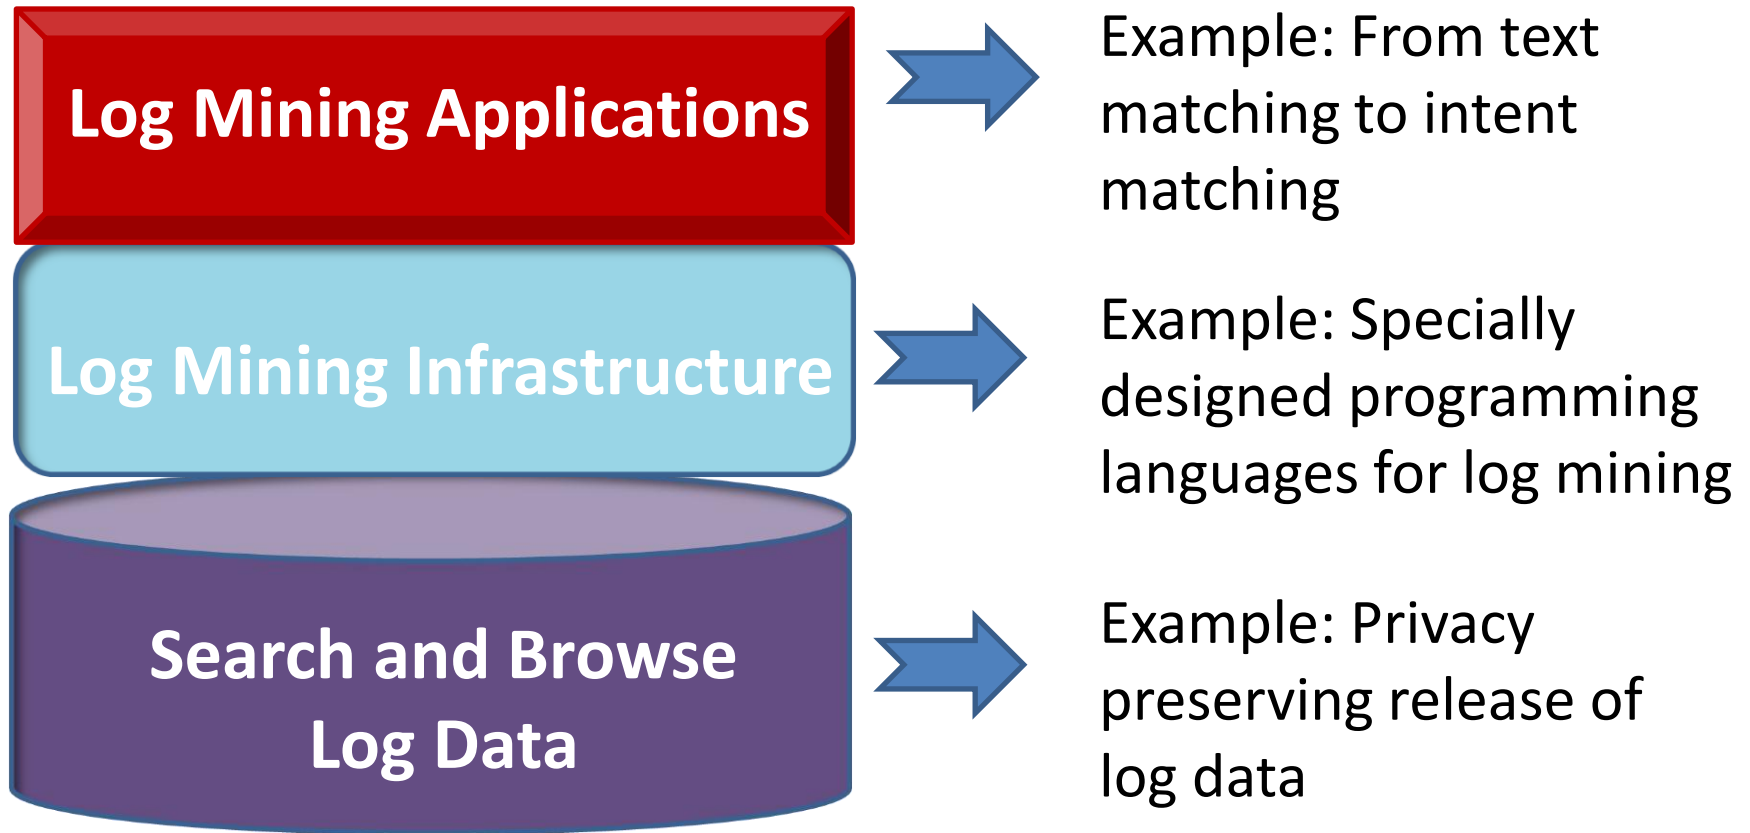 Log Mining Applications
Example: From text
matching to intent
matching
Log Mining Infrastructure
Example: Specially
designed programming
languages for log mining
Search and Browse
Log Data
Example: Privacy
preserving release of
log data